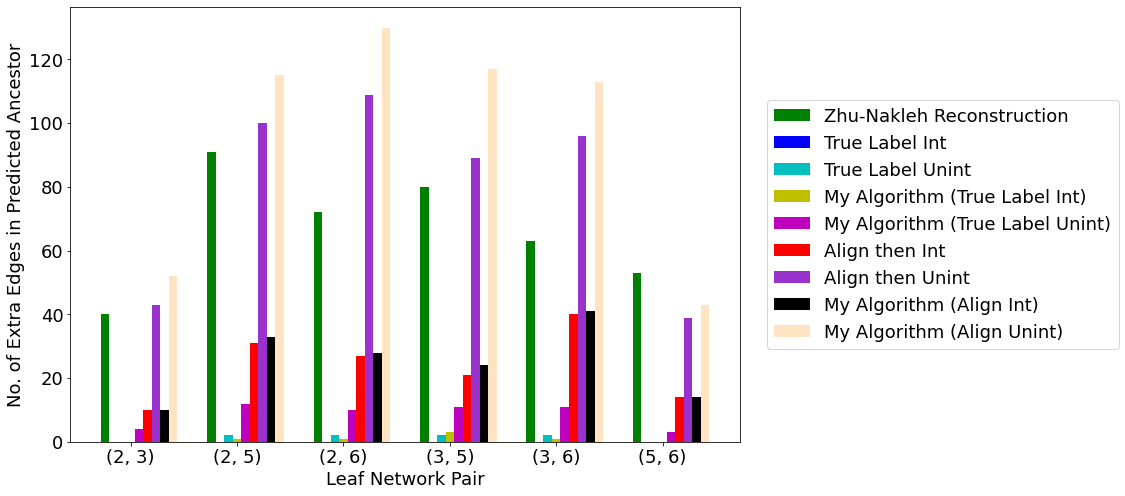 No. of Extra Edges in Predicted Ancestor
120
100
80
60
40
20
0
(2, 3) (2, 5) (2, 6) (3, 5) (3, 6) (5, 6)
Leaf Network Pair
Zhu-Nakleh Reconstruction
True Label Int
True Label Unint
My Algorithm (True Label Int)
My Algorithm (True Label Unint)
Align then Int
Align then Unint
My Algorithm (Align Int)
My Algorithm (Align Unint)